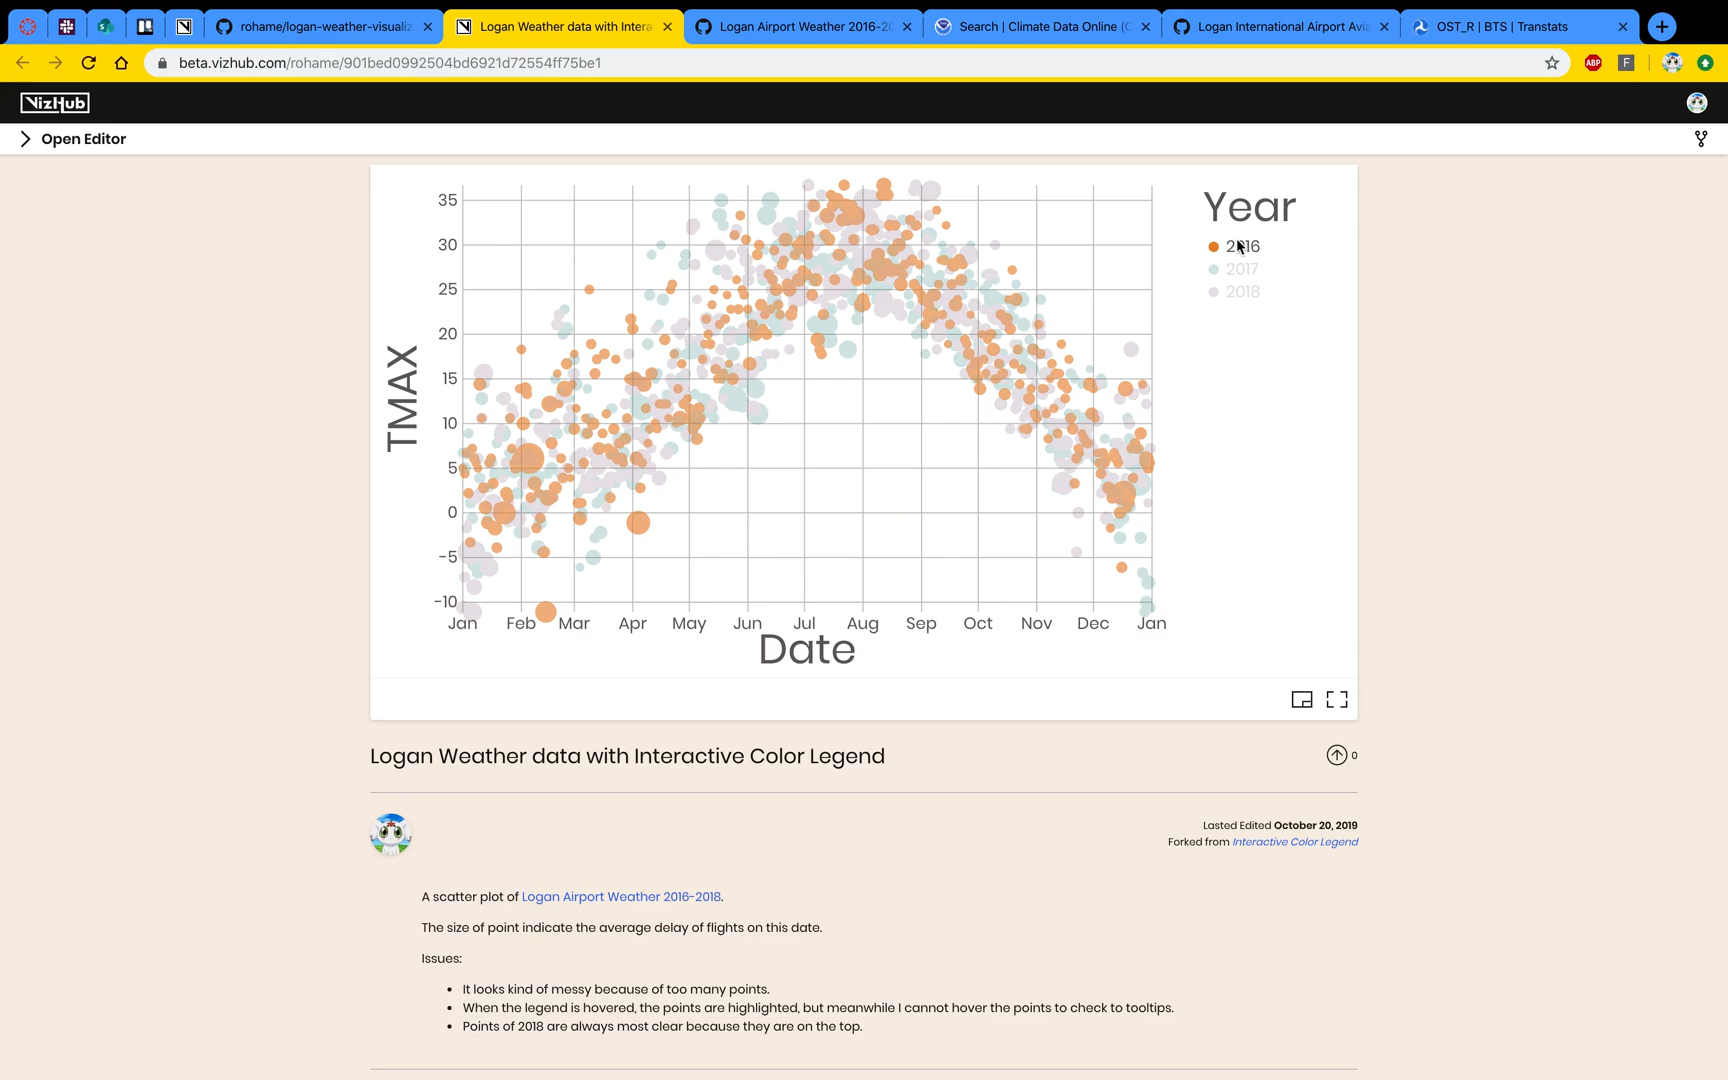 rohame/logan-weather-visualiz
Logan Weather data with Intera
Logan Airport Weather 2016-20
Search | Climate Data Online (C
Logan International Airport Avia
OST_R | BTS | Transtats
beta.vizhub.com/rohame/901bed0992504bd6921d72554ff75be1
ABP
F
VizHub
Open Editor
35
30
25
20
15
10
5
0
-5
-10
TMAX
Jan Feb Mar Apr May Jun Jul Aug Sep Oct Nov Dec Jan
Date
Year
2016
2017
2018
Logan Weather data with Interactive Color Legend
0
Lasted Edited October 20, 2019
Forked from Interactive Color Legend
A scatter plot of Logan Airport Weather 2016-2018.
The size of point indicate the average delay of flights on this date.
Issues:
• It looks kind of messy because of too many points.
• When the legend is hovered, the points are highlighted, but meanwhile I cannot hover the points to check to tooltips.
• Points of 2018 are always most clear because they are on the top.